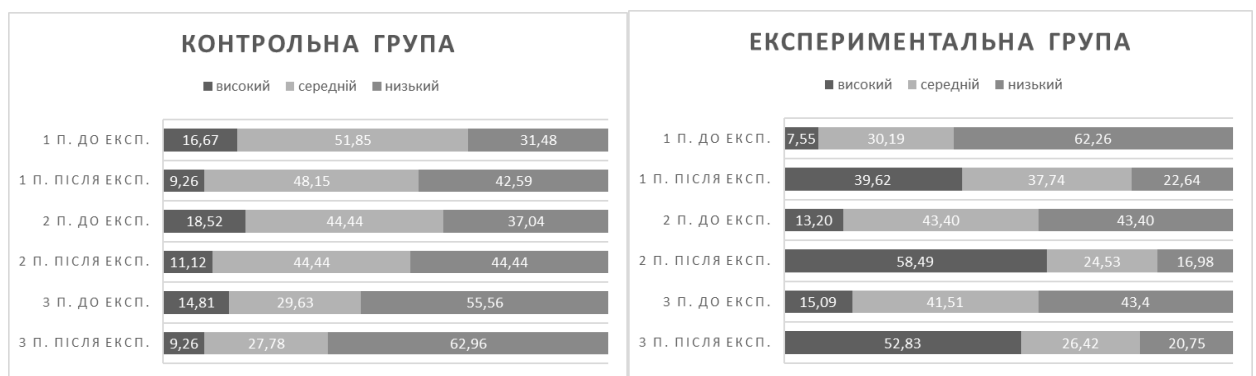 КОНТРОЛЬНА ГРУПА
високий середній низький
1 П. ДО ЕКСП. 16,67 51,85 31,48
1 П. ПІСЛЯ ЕКСП. 9,26 48,15 42,59
2 П. ДО ЕКСП. 18,52 44,44 37,04
2 П. ПІСЛЯ ЕКСП. 11,12 44,44 44,44
3 П. ДО ЕКСП. 14,81 29,63 55,56
3 П. ПІСЛЯ ЕКСП. 9,26 27,78 62,96
ЕКСПЕРИМЕНТАЛЬНА ГРУПА
високий середній низький
1 П. ДО ЕКСП. 7,55 30,19 62,26
1 П. ПІСЛЯ ЕКСП. 39,62 37,74 22,64
2 П. ДО ЕКСП. 13,20 43,40 43,40
2 П. ПІСЛЯ ЕКСП. 58,49 24,53 16,98
3 П. ДО ЕКСП. 15,09 41,51 43,4
3 П. ПІСЛЯ ЕКСП. 52,83 26,42 20,75